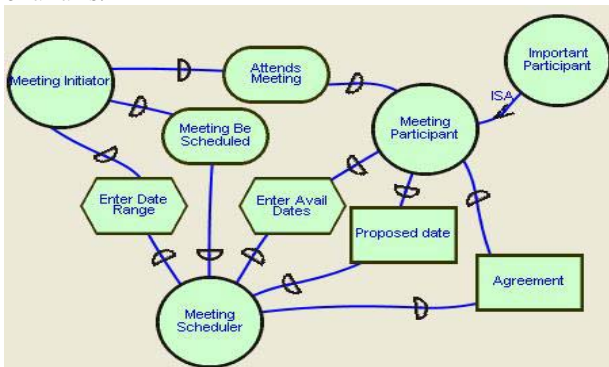 Attends
Meeting
Important
Participant
Meeting Initiator
ISA
Meeting
Participant
Meeting Be
Scheduled
Enter Date
Range
Enter Avail
Dates
Proposed date
Agreement
Meeting
Scheduler